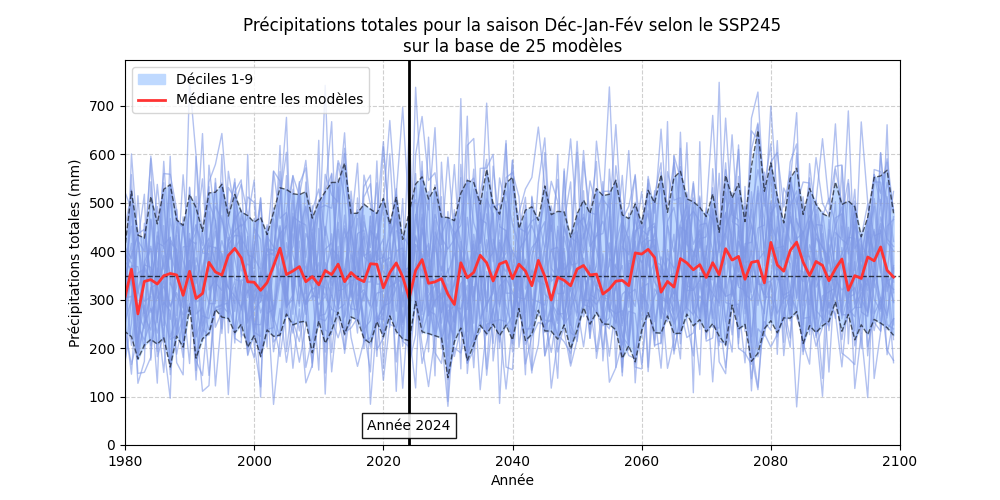 Précipitations totales pour la saison Déc-Jan-Fév selon le SSP245
sur la base de 25 modèles
Déciles 1-9
Médiane entre les modèles
Précipitations totales (mm)
700
600
500
400
300
200
100
0
Année 2024
1980
2000
2020
2040
2060
2080
2100
Année